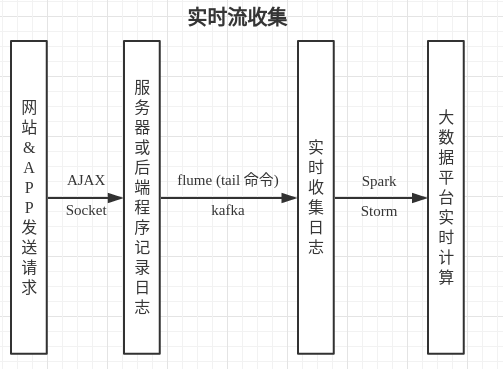 实时流收集
网站&APP发送请求
AJAX
Socket
服务器或后端程序记录日志
flume (tail 命令)
kafka
实时收集日志
Spark
Storm
大数据平台实时计算